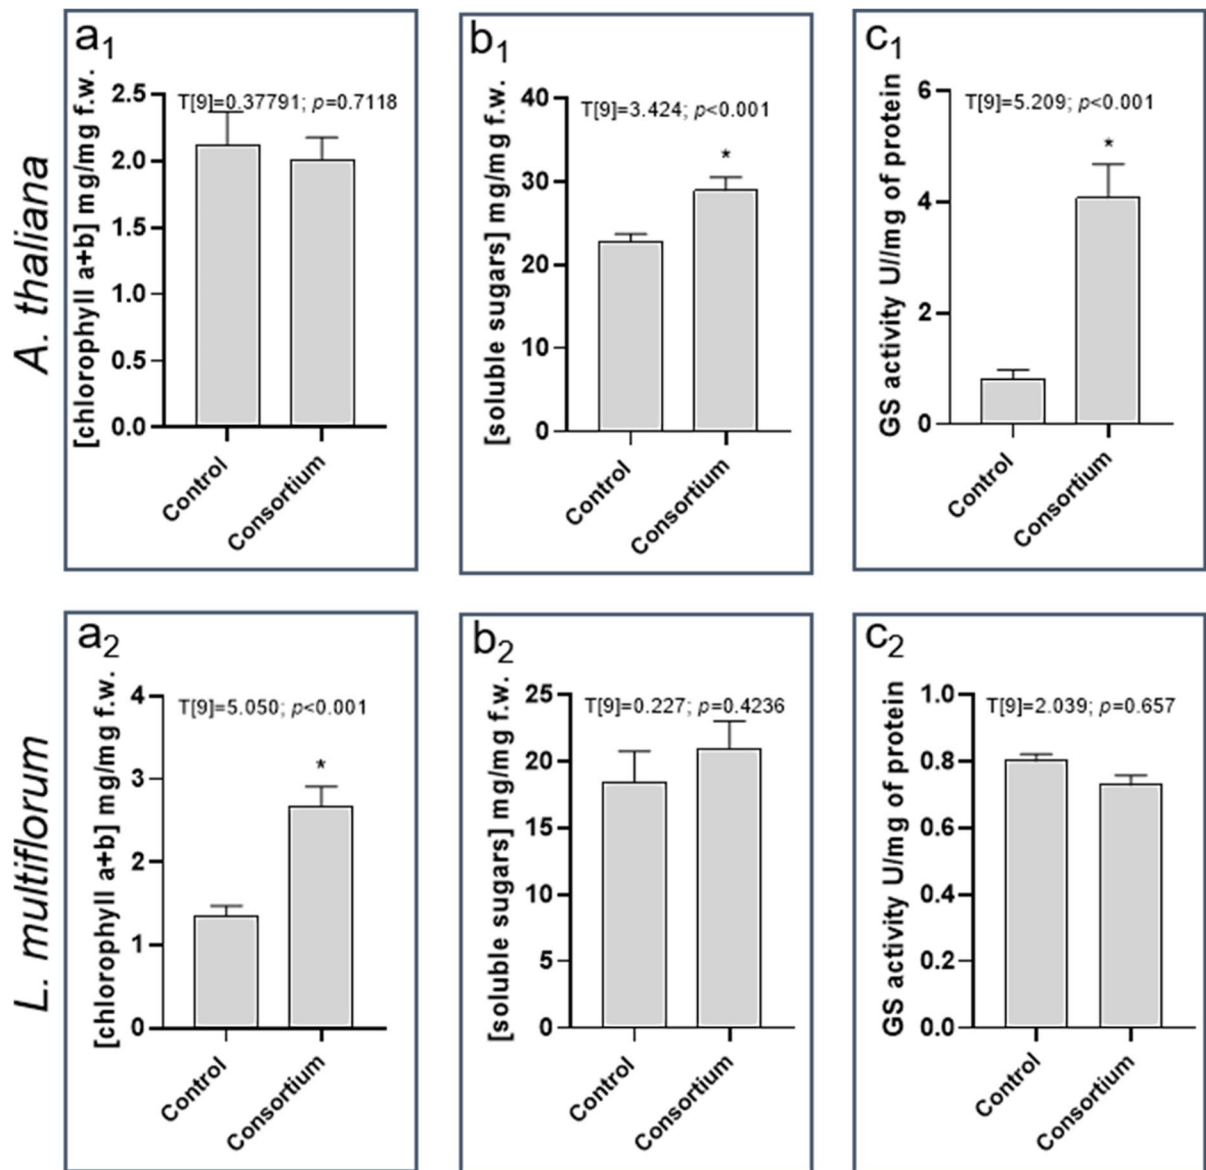 A. thaliana
a1
[chlorophyll a+b] mg/mg f.w.
T[9]=0.37791; p=0.7118
2.5
2.0
1.5
1.0
0.5
0.0
Control
Consortium
b1
[soluble sugars] mg/mg f.w.
T[9]=3.424; p<0.001
40
30
20
10
0
*
Control
Consortium
c1
GS activity U//mg of protein
T[9]=5.209; p<0.001
6
4
2
0
*
Control
Consortium
L. multiflorum
a2
[chlorophyll a+b] mg/mg f.w.
T[9]=5.050; p<0.001
4
3
2
1
0
*
Control
Consortium
b2
[soluble sugars] mg/mg f.w.
T[9]=0.227; p=0.4236
25
20
15
10
5
0
Control
Consortium
c2
GS activity U/mg of protein
T[9]=2.039; p=0.657
1.0
0.8
0.6
0.4
0.2
0.0
Control
Consortium